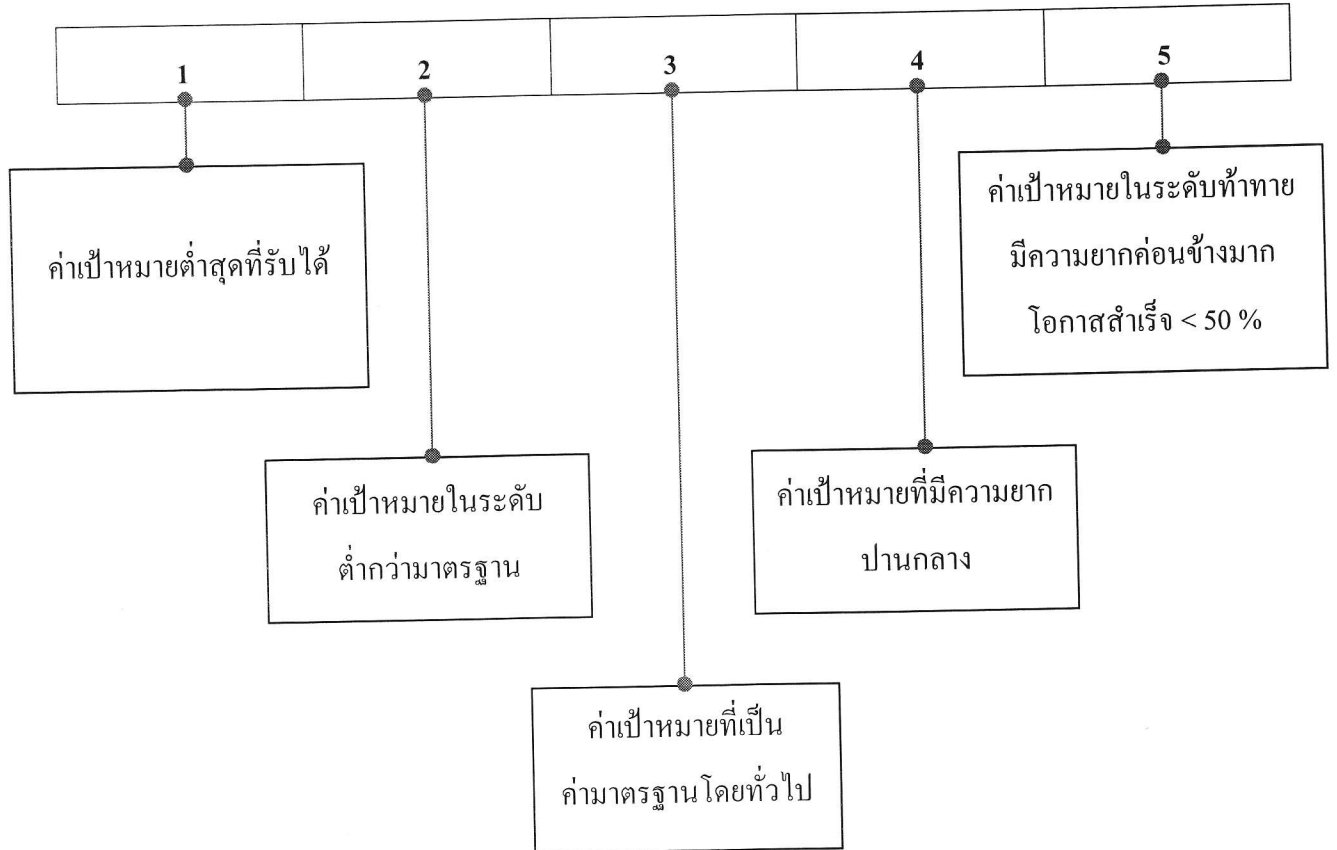 1 2 3 4 5
ค่าเป้าหมายต่ำสุดที่รับได้
ค่าเป้าหมายในระดับ
ต่ำกว่ามาตรฐาน
ค่าเป้าหมายที่เป็น
ค่ามาตรฐานโดยทั่วไป
ค่าเป้าหมายที่มีความยาก
ปานกลาง
ค่าเป้าหมายในระดับท้าทาย
มีความยากค่อนข้างมาก
โอกาสสำเร็จ < 50 %